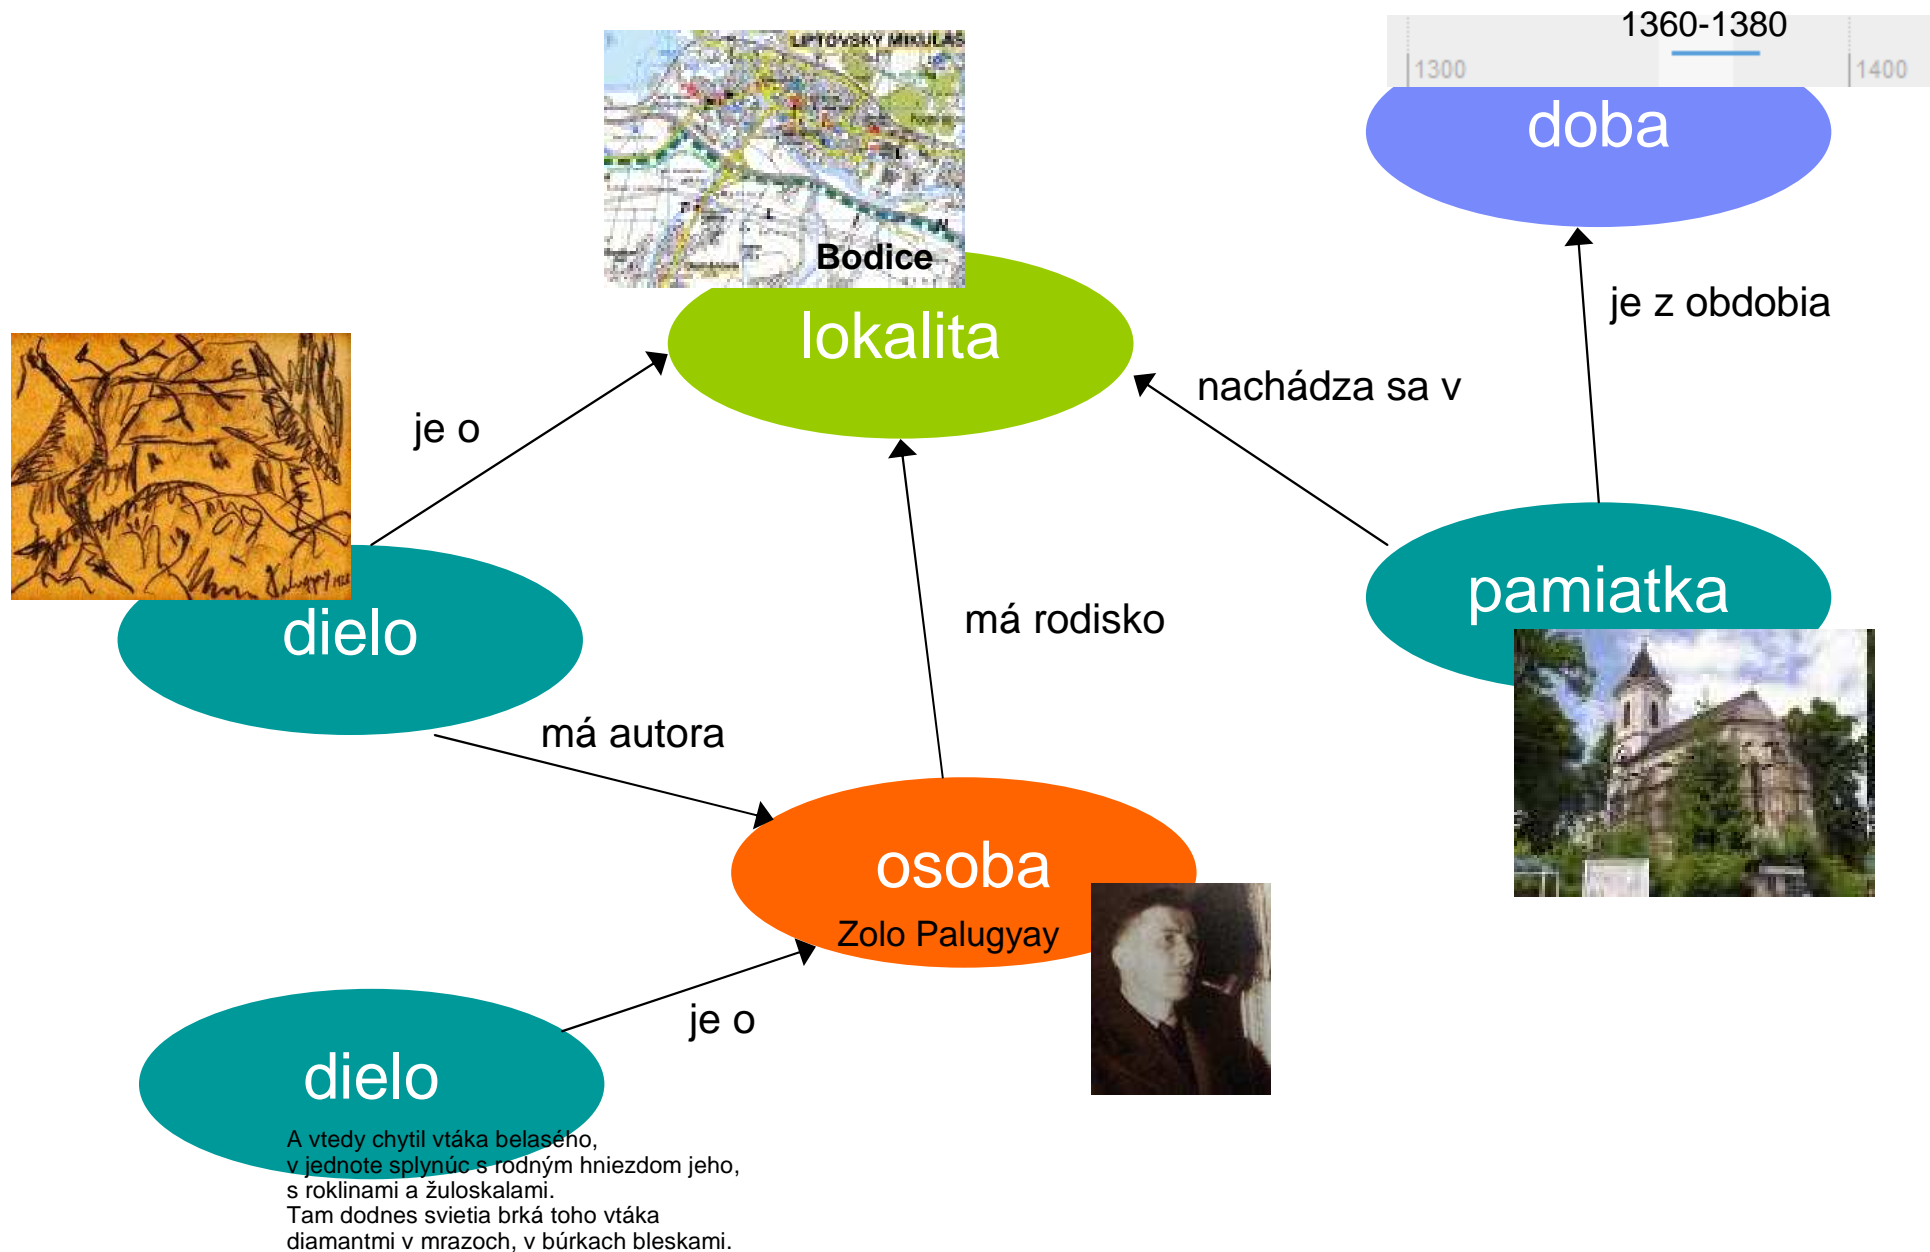 1360-1380
1300
1400
doba
LIPTOVSKÝ MIKULÁŠ
Bodice
lokalita
je z obdobia
nachádza sa v
je o
pamiatka
má rodisko
dielo
má autora
osoba
Zolo Palugyay
je o
dielo
A vtedy chytil vtáka belasého,
v jednote splynúc s rodným hniezdom jeho,
s roklinami a žuloskalami.
Tam dodnes svietia brká toho vtáka
diamantmi v mrazoch, v búrkach bleskami.